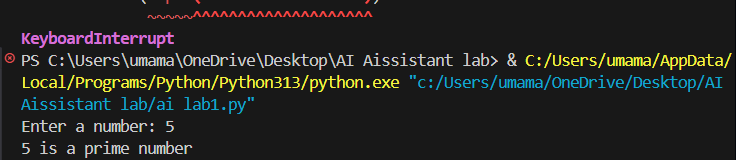 KeyboardInterrupt
PS C:\Users\umama\OneDrive\Desktop\AI Aissistant lab> & C:/Users/umama/AppData/
Local/Programs/Python/Python313/python.exe "c:/Users/umama/OneDrive/Desktop/AI
Aissistant lab/ai lab1.py"
Enter a number: 5
5 is a prime number